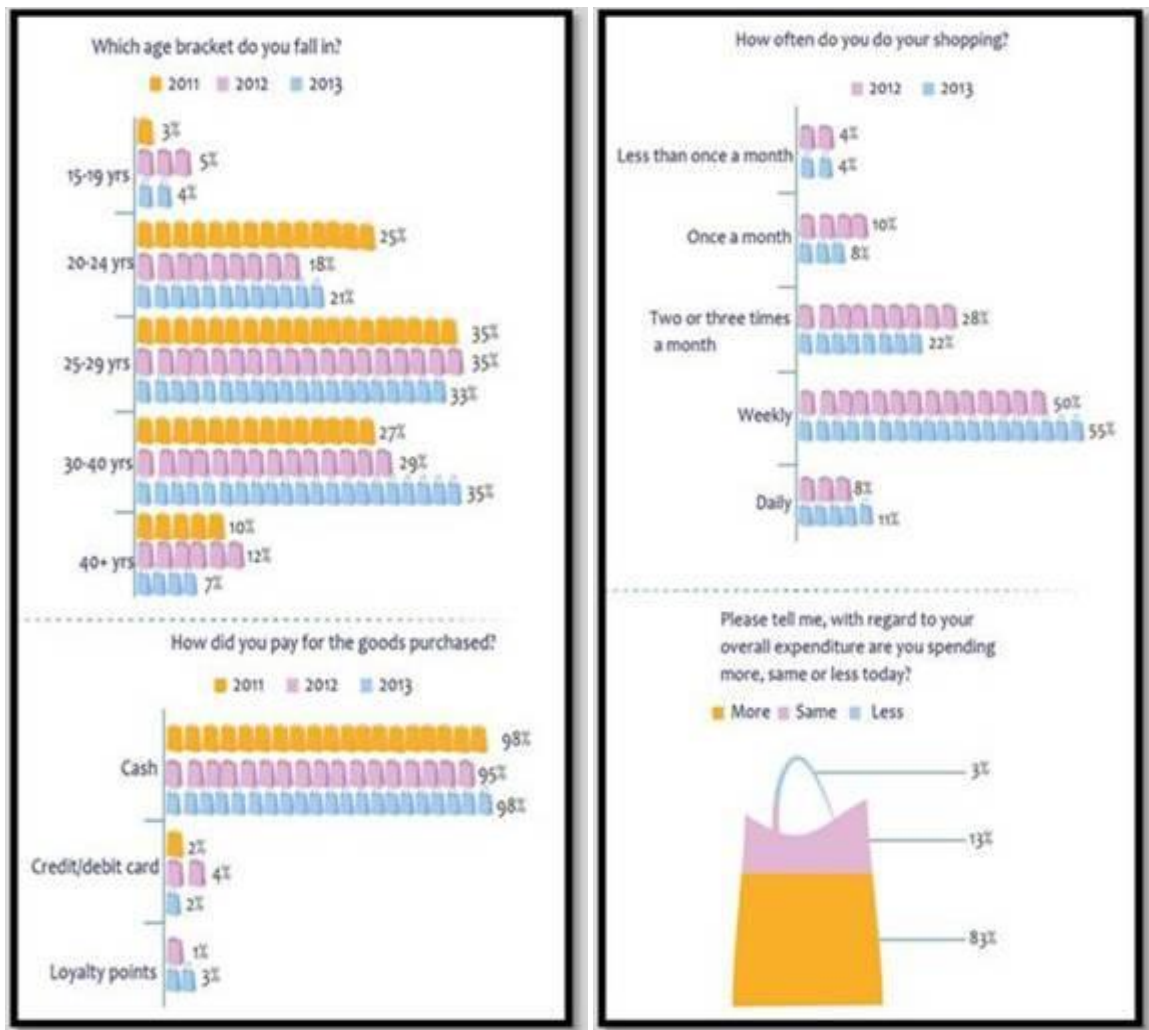 Which age bracket do you fall in?
2011 2012 2013
3%
15-19 yrs 5%
4%
25%
20-24 yrs 18%
21%
35%
25-29 yrs 35%
33%
27%
30-40 yrs 29%
35%
10%
40+ yrs 12%
7%
How did you pay for the goods purchased?
2011 2012 2013
98%
Cash 95%
98%
2%
Credit/debit card 4%
2%
1%
Loyalty points 3%
How often do you do your shopping?
2012 2013
4%
Less than once a month 4%
10%
Once a month 8%
Two or three times 28%
a month 22%
Weekly 50%
55%
8%
Daily 11%
Please tell me, with regard to your
overall expenditure are you spending
more, same or less today?
More Same Less
3%
13%
83%